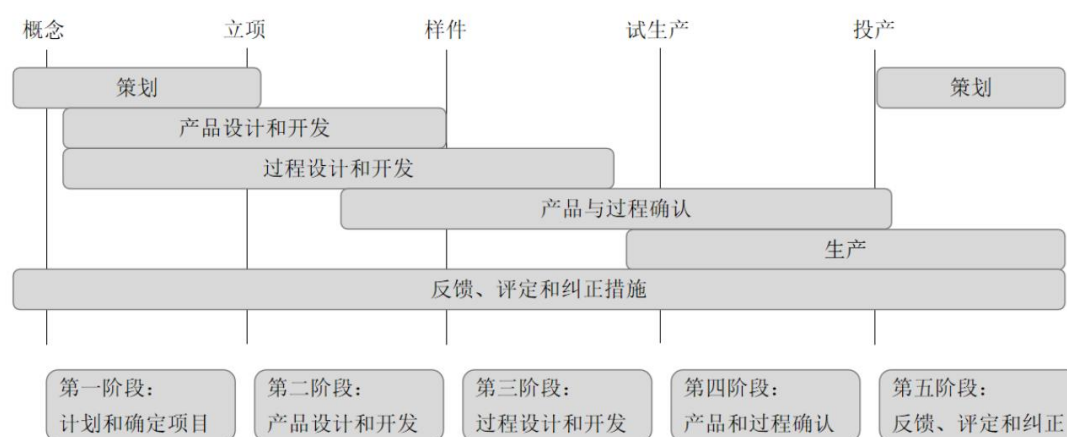 概念 立项 样件 试生产 投产
策划 策划
产品设计和开发
过程设计和开发
产品与过程确认
生产
反馈、评定和纠正措施
第一阶段：
计划和确定项目
第二阶段：
产品设计和开发
第三阶段：
过程设计和开发
第四阶段：
产品和过程确认
第五阶段：
反馈、评定和纠正